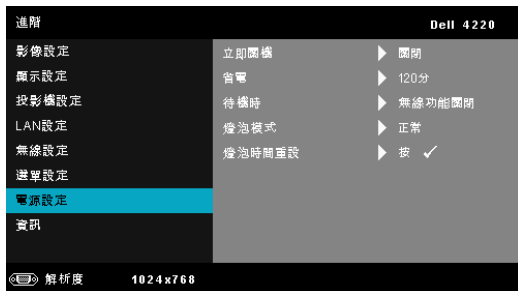 進階 Dell 4220
影像設定 立即關機 關閉
顯示設定 省電 120分
投影機設定 待機時 無線功能關閉
LAN設定 燈泡模式 正常
無線設定 燈泡時間重設 按 ✓
選單設定
電源設定
資訊
解析度 1024x768